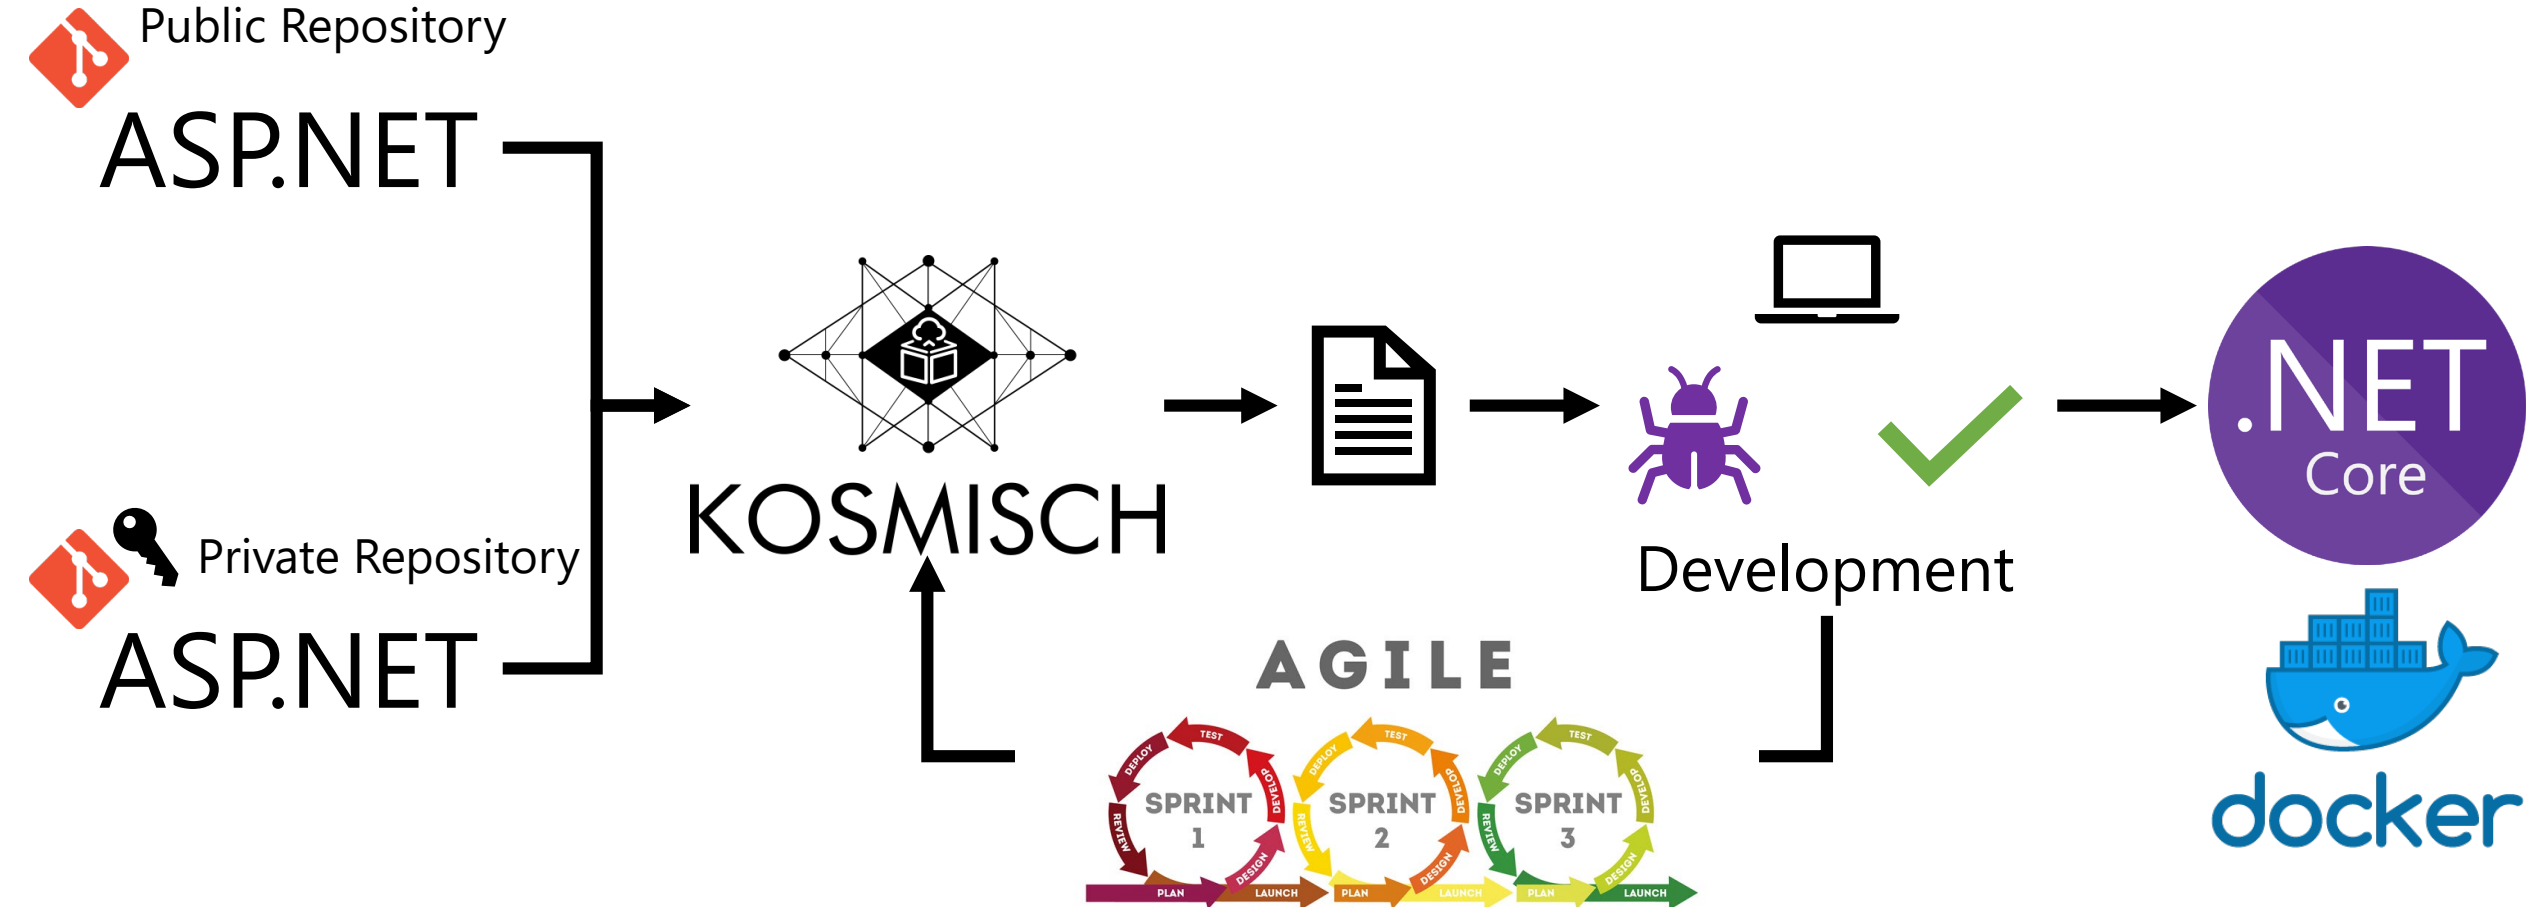 Public Repository
ASP.NET
Private Repository
ASP.NET
KOSMISCH
Development
.NET
Core
docker
AGILE
SPRINT
1
PLAN
DESIGN
DEVELOP
TEST
DEPLOY
REVIEW
LAUNCH
SPRINT
2
PLAN
DESIGN
DEVELOP
TEST
DEPLOY
REVIEW
LAUNCH
SPRINT
3
PLAN
DESIGN
DEVELOP
TEST
DEPLOY
REVIEW
LAUNCH